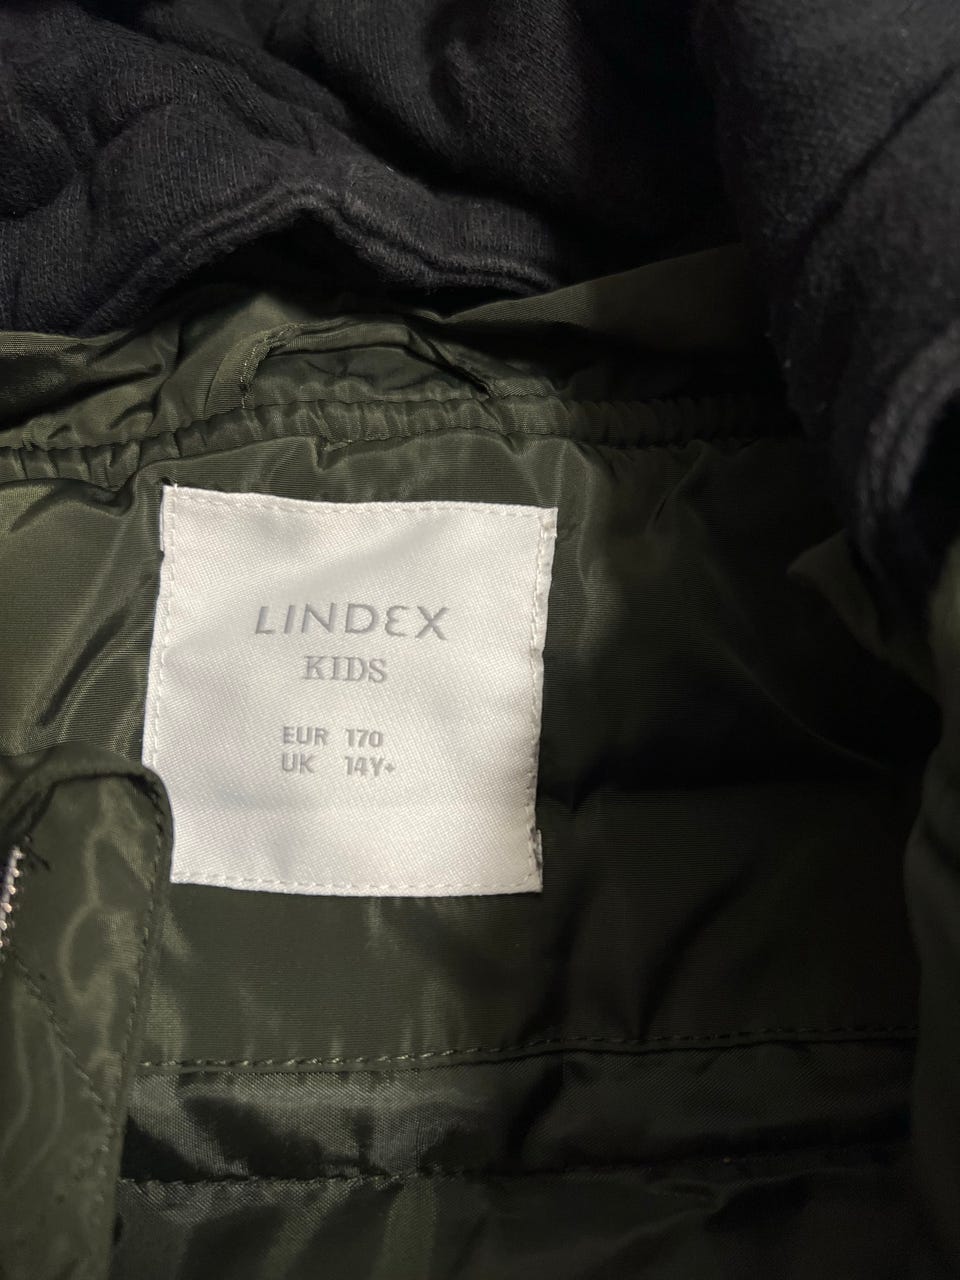 LINDEX
KIDS
EUR 170
UK 14Y+